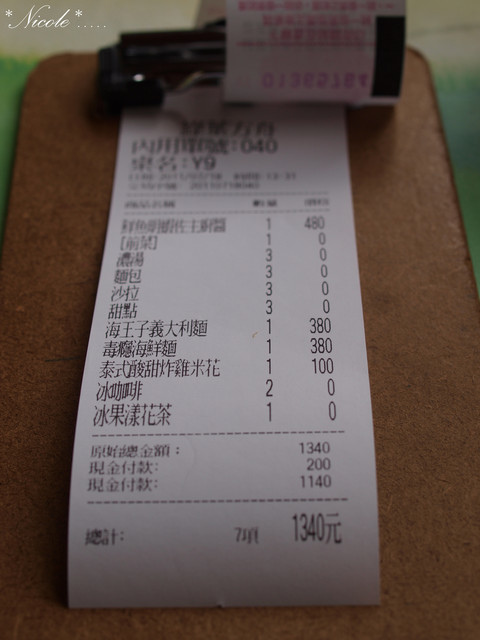 *Nicole*.....
01365764
內用單號:040
桌名:V9
鮮魚明蝦佐主廚醬 1 480
[前菜] 1 0
濃湯 3 0
麵包 3 0
沙拉 3 0
甜點 3 0
海王子義大利麵 1 380
毒癮海鮮麵 1 380
泰式酸甜炸雞米花 1 100
冰咖啡 2 0
冰果漾花茶 1 0
原始總金額: 1340
現金付款: 200
現金付款: 1140
總計: 7項 1340元